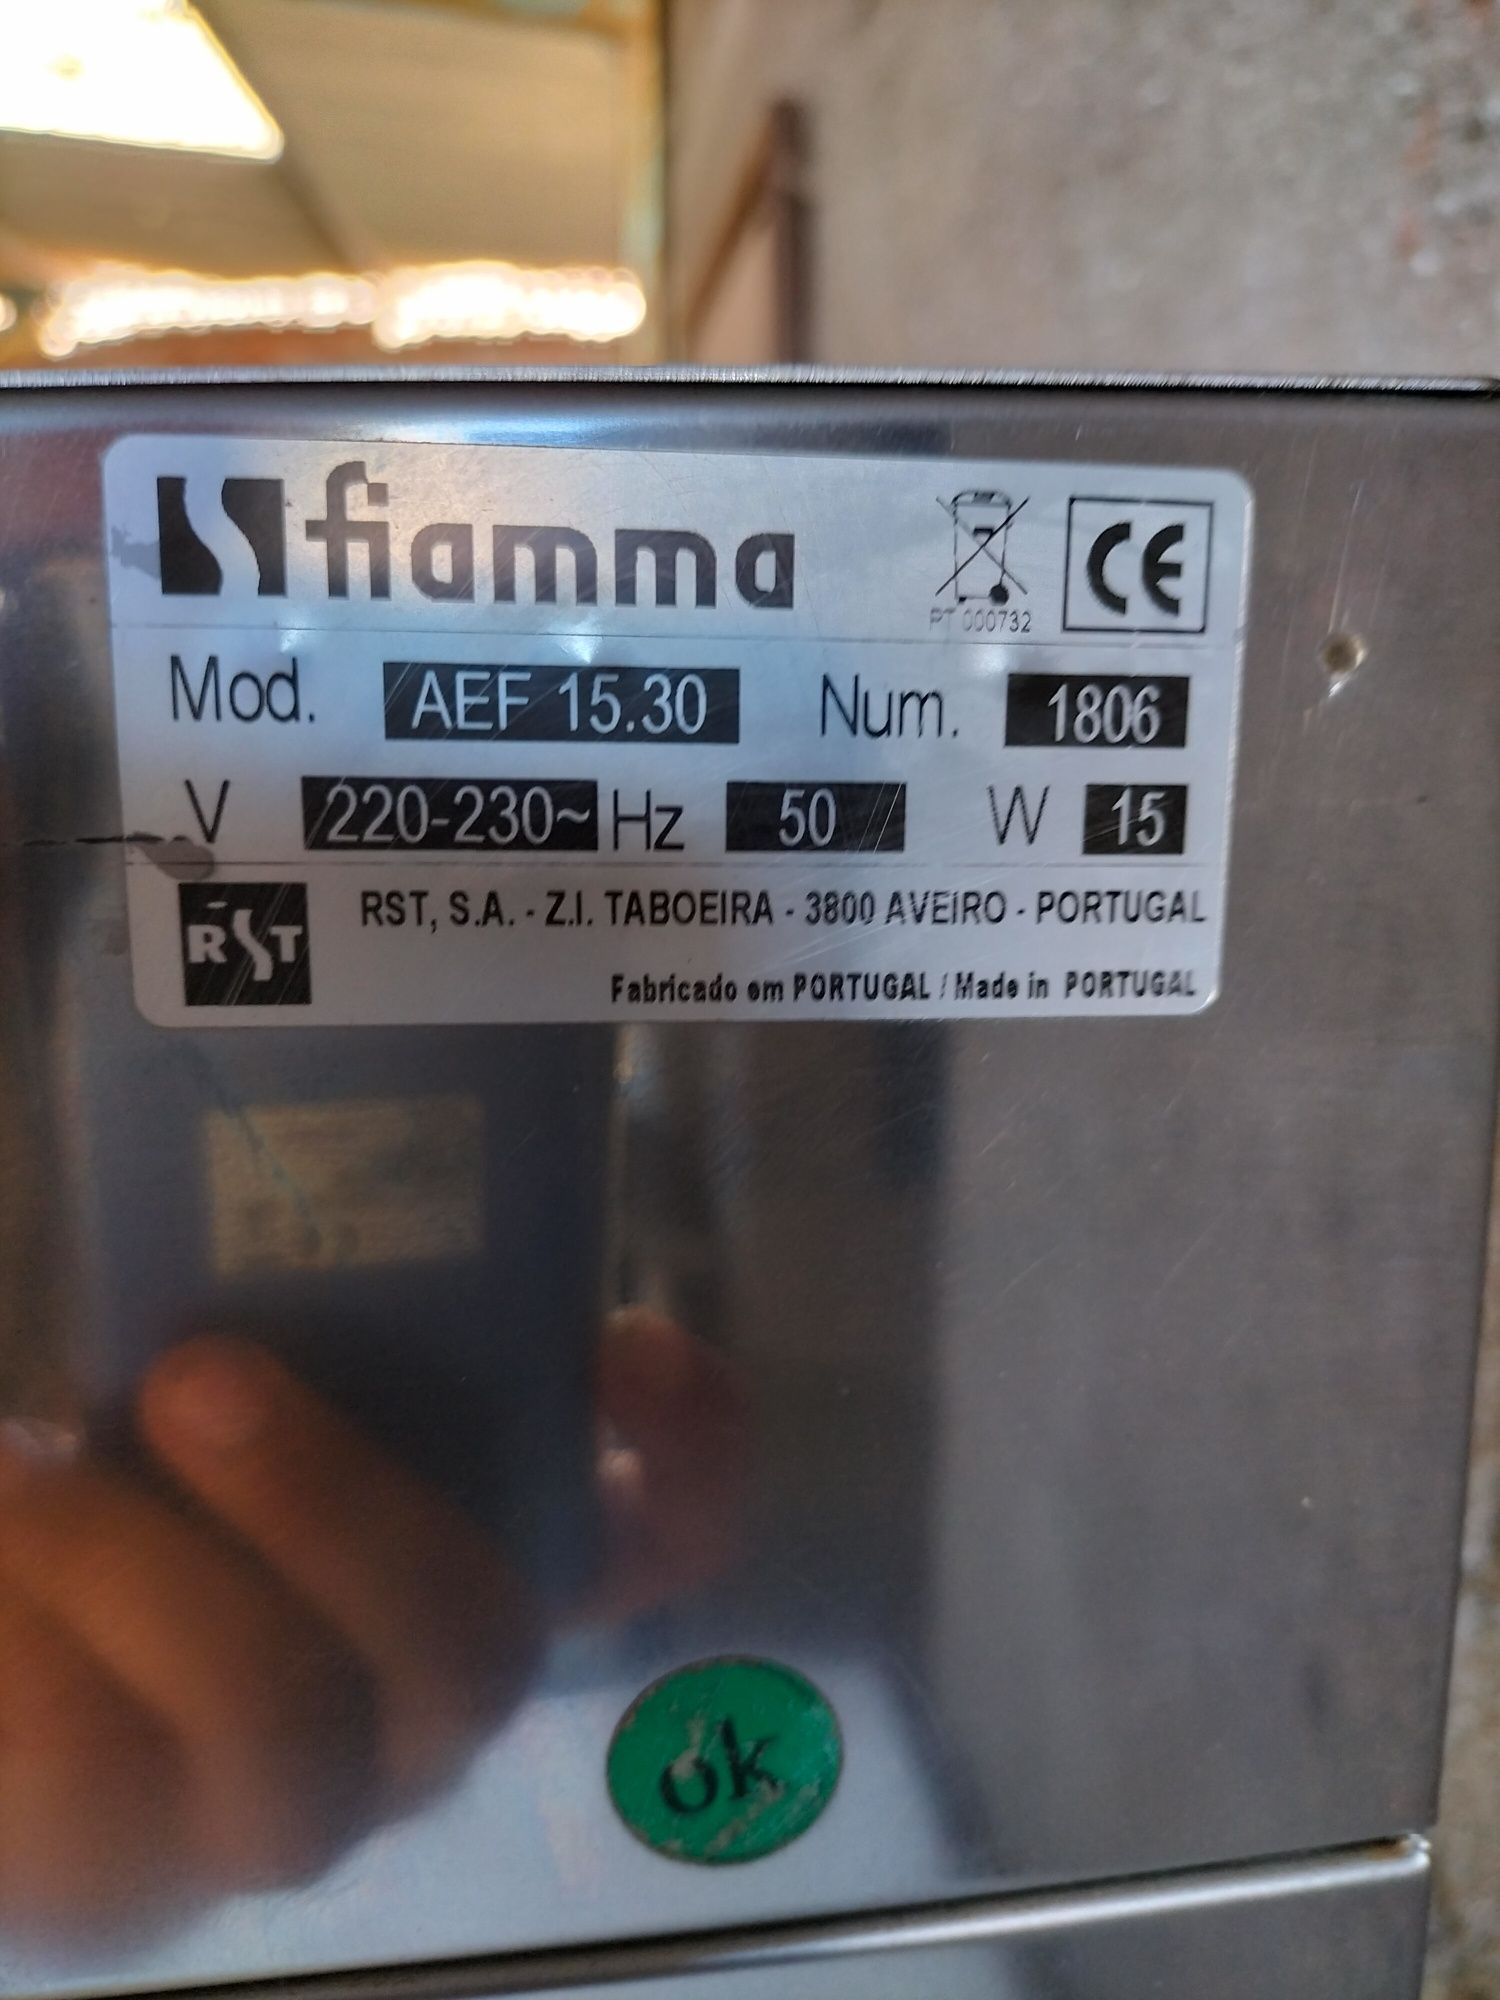 fiamma
PT 000732
CE
Mod. AEF 15.30 Num. 1806
V 220-230~ Hz 50 W 15
RST
RST, S.A. - Z.I. TABOEIRA - 3800 AVEIRO - PORTUGAL
Fabricado em PORTUGAL / Made in PORTUGAL
ok